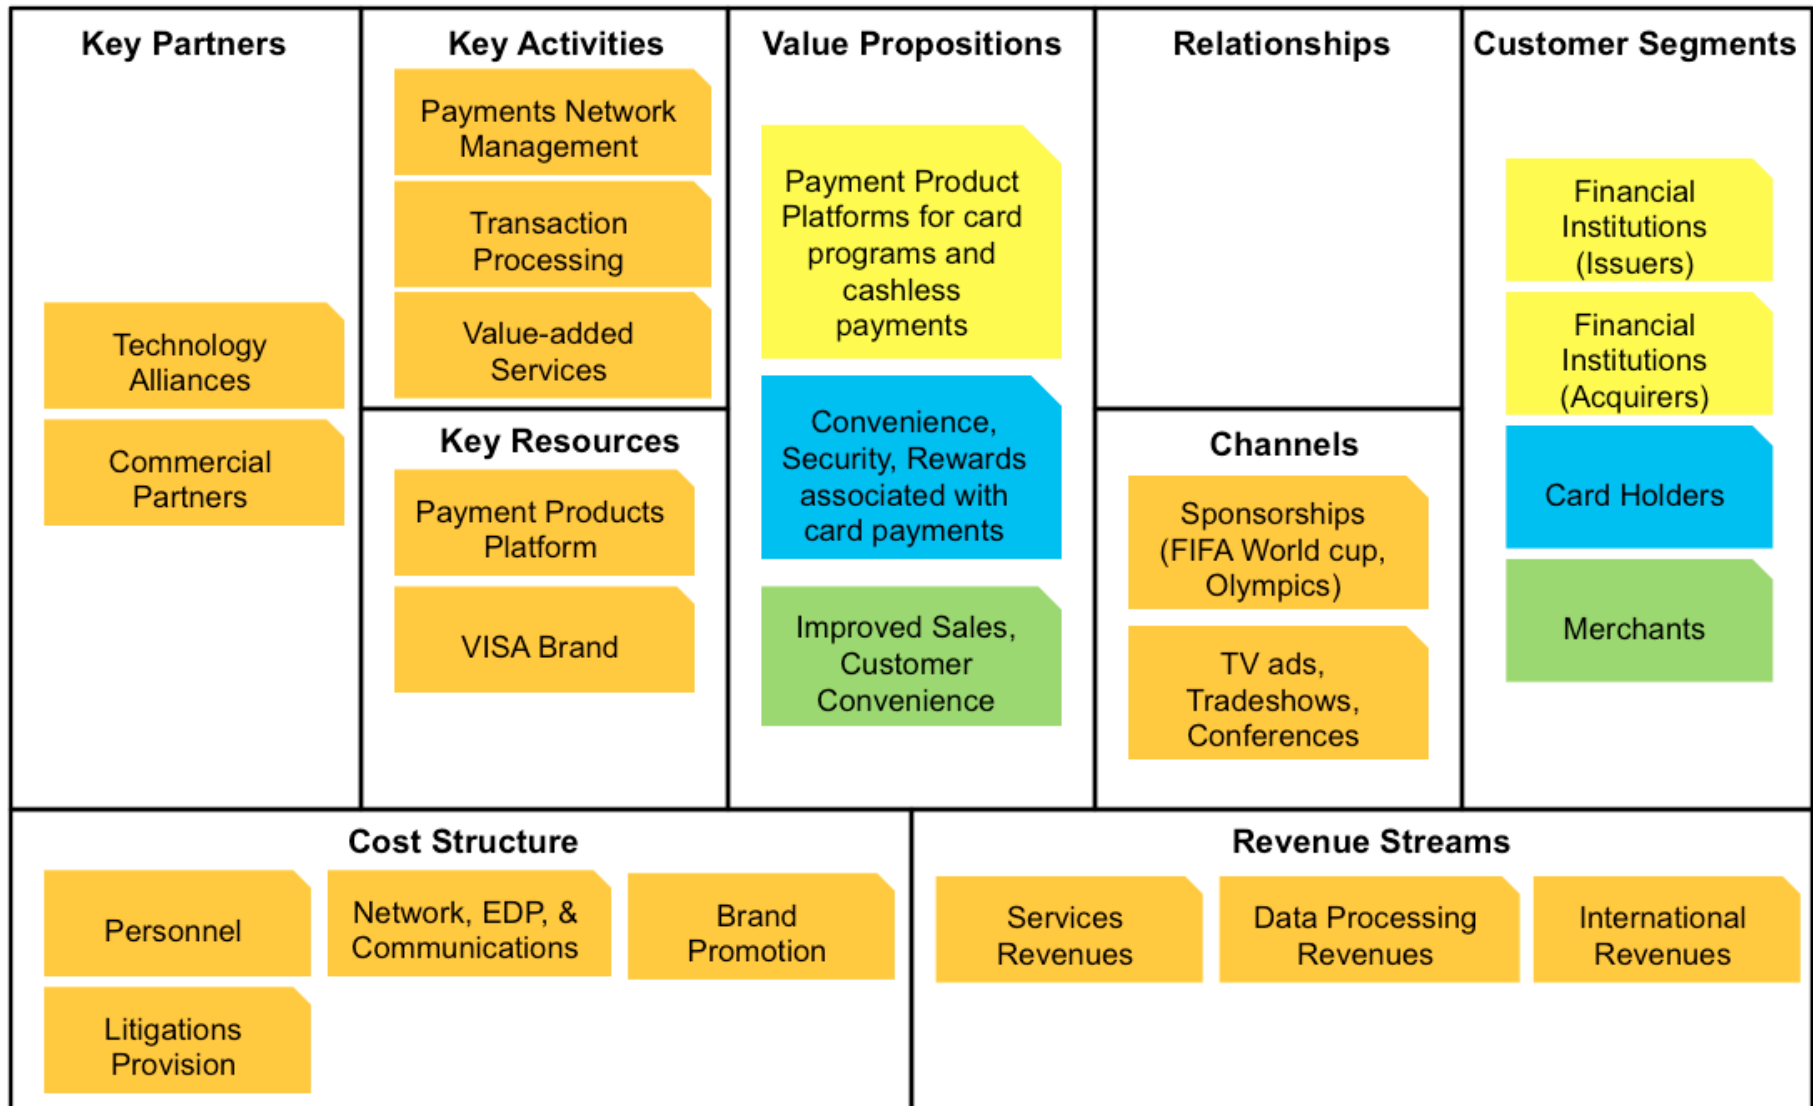 Key Partners
Technology
Alliances
Commercial
Partners
Key Activities
Payments Network
Management
Transaction
Processing
Value-added
Services
Key Resources
Payment Products
Platform
VISA Brand
Value Propositions
Payment Product
Platforms for card
programs and
cashless
payments
Convenience,
Security, Rewards
associated with
card payments
Improved Sales,
Customer
Convenience
Relationships
Channels
Sponsorships
(FIFA World cup,
Olympics)
TV ads,
Tradeshows,
Conferences
Customer Segments
Financial
Institutions
(Issuers)
Financial
Institutions
(Acquirers)
Card Holders
Merchants
Cost Structure
Personnel
Network, EDP, &
Communications
Brand
Promotion
Litigations
Provision
Revenue Streams
Services
Revenues
Data Processing
Revenues
International
Revenues